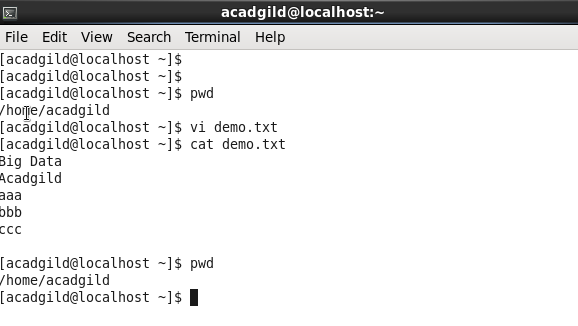 acadgild@localhost:~
File Edit View Search Terminal Help
[acadgild@localhost ~]$
[acadgild@localhost ~]$
[acadgild@localhost ~]$ pwd
/home/acadgild
[acadgild@localhost ~]$ vi demo.txt
[acadgild@localhost ~]$ cat demo.txt
Big Data
Acadgild
aaa
bbb
ccc
[acadgild@localhost ~]$ pwd
/home/acadgild
[acadgild@localhost ~]$